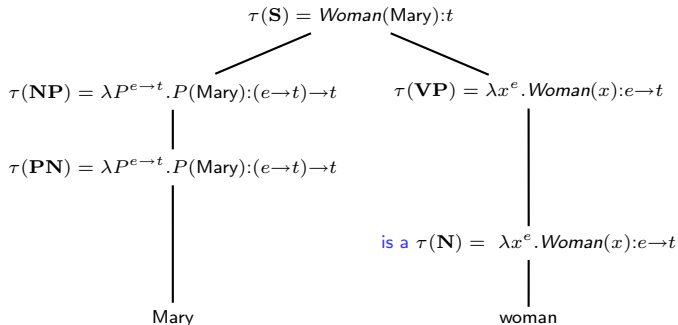 τ(S) = Woman(Mary):t
τ(NP) = λP^{e→t}.P(Mary):(e→t)→t
τ(VP) = λx^e.Woman(x):e→t
τ(PN) = λP^{e→t}.P(Mary):(e→t)→t
is a τ(N) = λx^e.Woman(x):e→t
Mary
woman